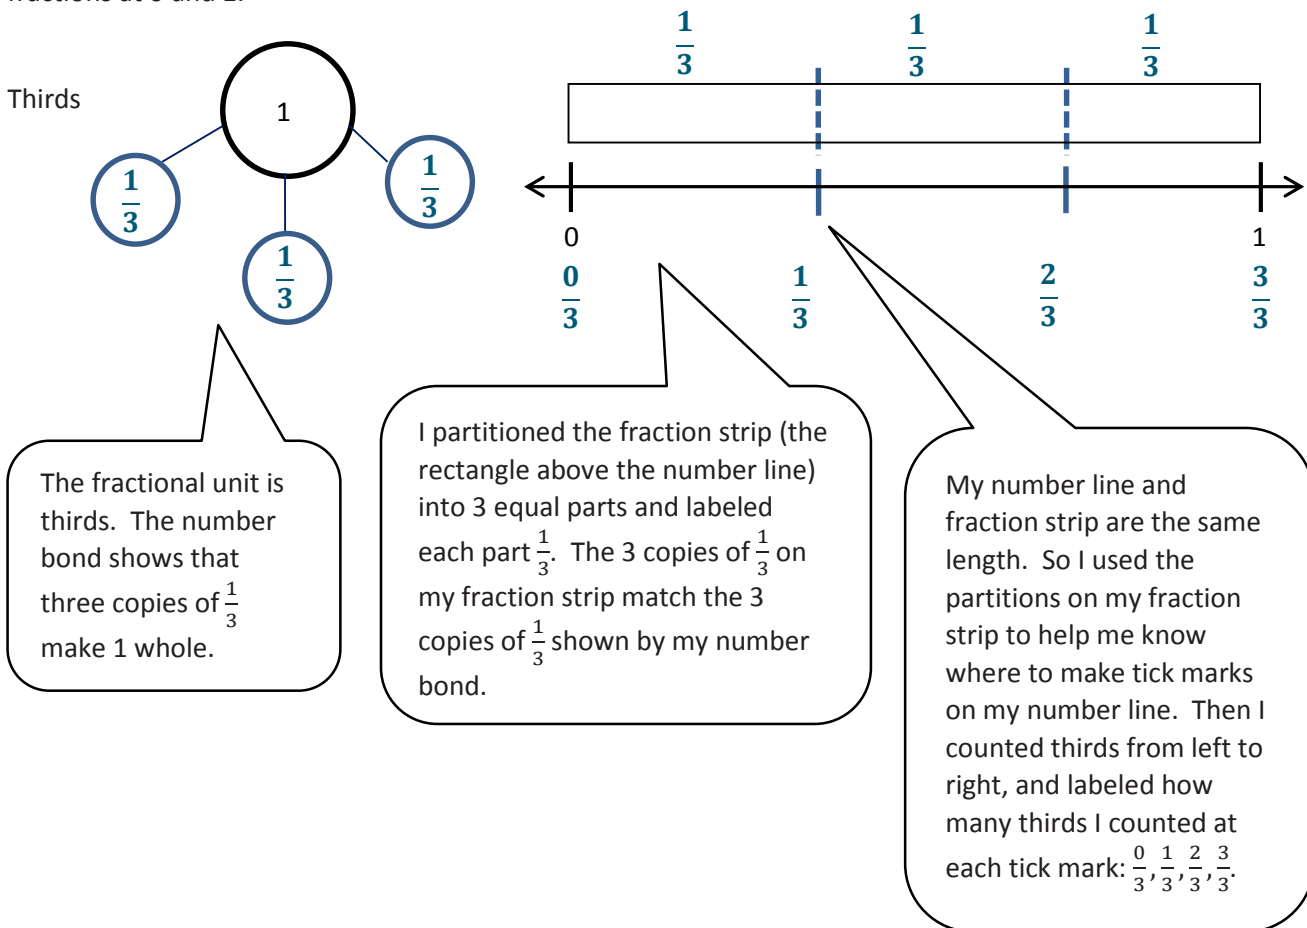 Thirds
1
1/3
1/3
1/3
1/3 1/3 1/3
0 1
0/3 1/3 2/3 3/3
The fractional unit is
thirds. The number
bond shows that
three copies of 1/3
make 1 whole.
I partitioned the fraction strip (the
rectangle above the number line)
into 3 equal parts and labeled
each part 1/3. The 3 copies of 1/3 on
my fraction strip match the 3
copies of 1/3 shown by my number
bond.
My number line and
fraction strip are the same
length. So I used the
partitions on my fraction
strip to help me know
where to make tick marks
on my number line. Then I
counted thirds from left to
right, and labeled how
many thirds I counted at
each tick mark: 0/3, 1/3, 2/3, 3/3.